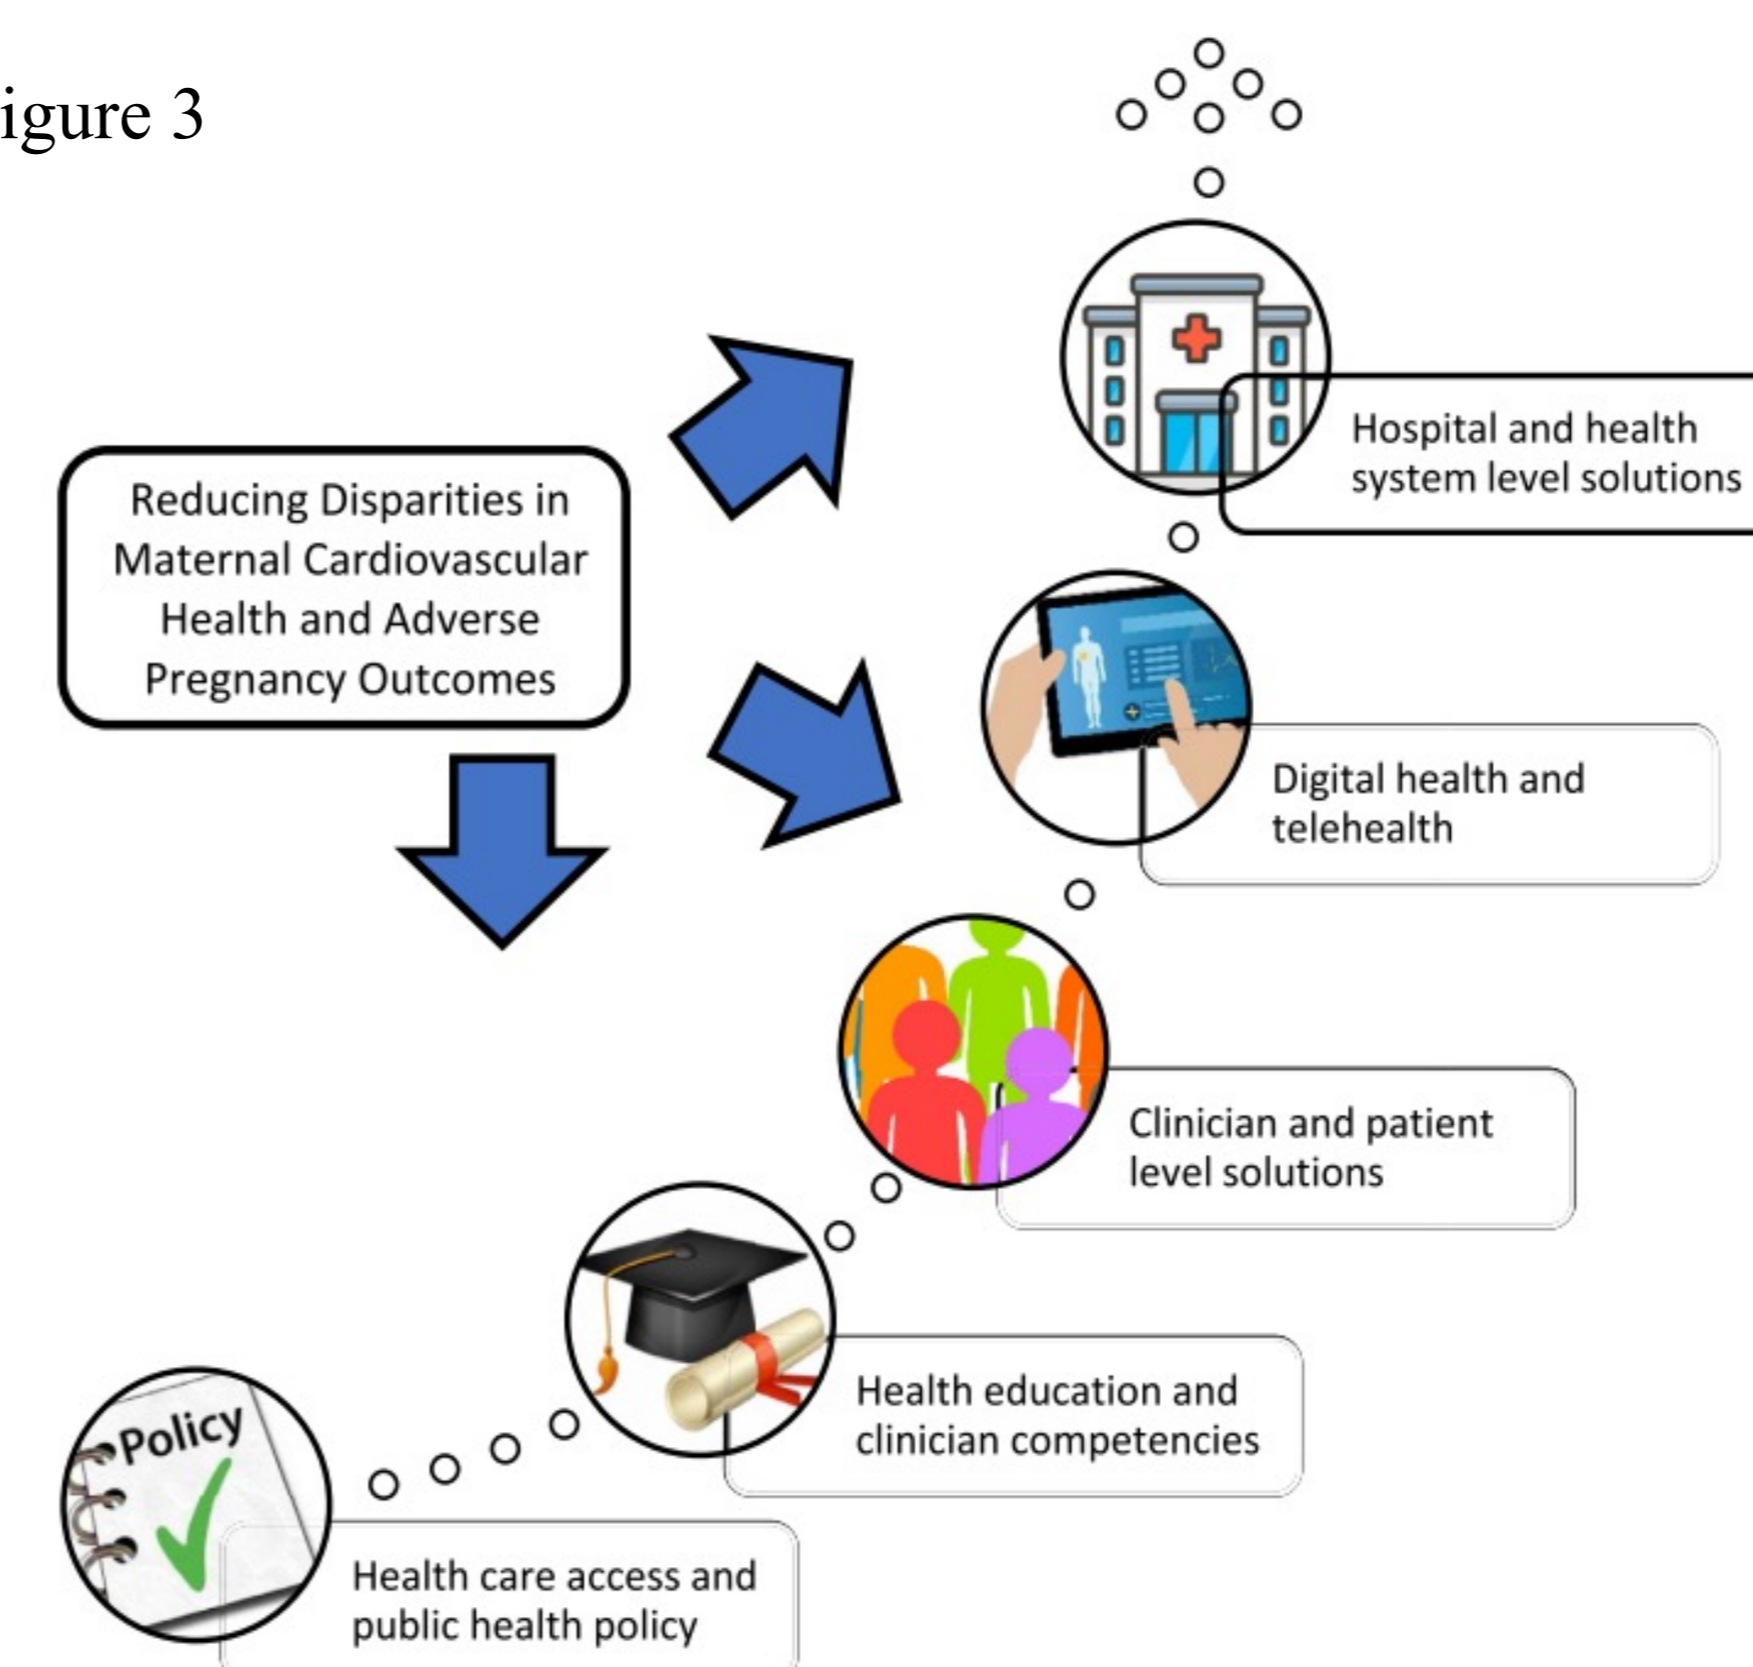 igure 3
Reducing Disparities in
Maternal Cardiovascular
Health and Adverse
Pregnancy Outcomes
Hospital and health
system level solutions
Digital health and
telehealth
Clinician and patient
level solutions
Health education and
clinician competencies
Policy
Health care access and
public health policy